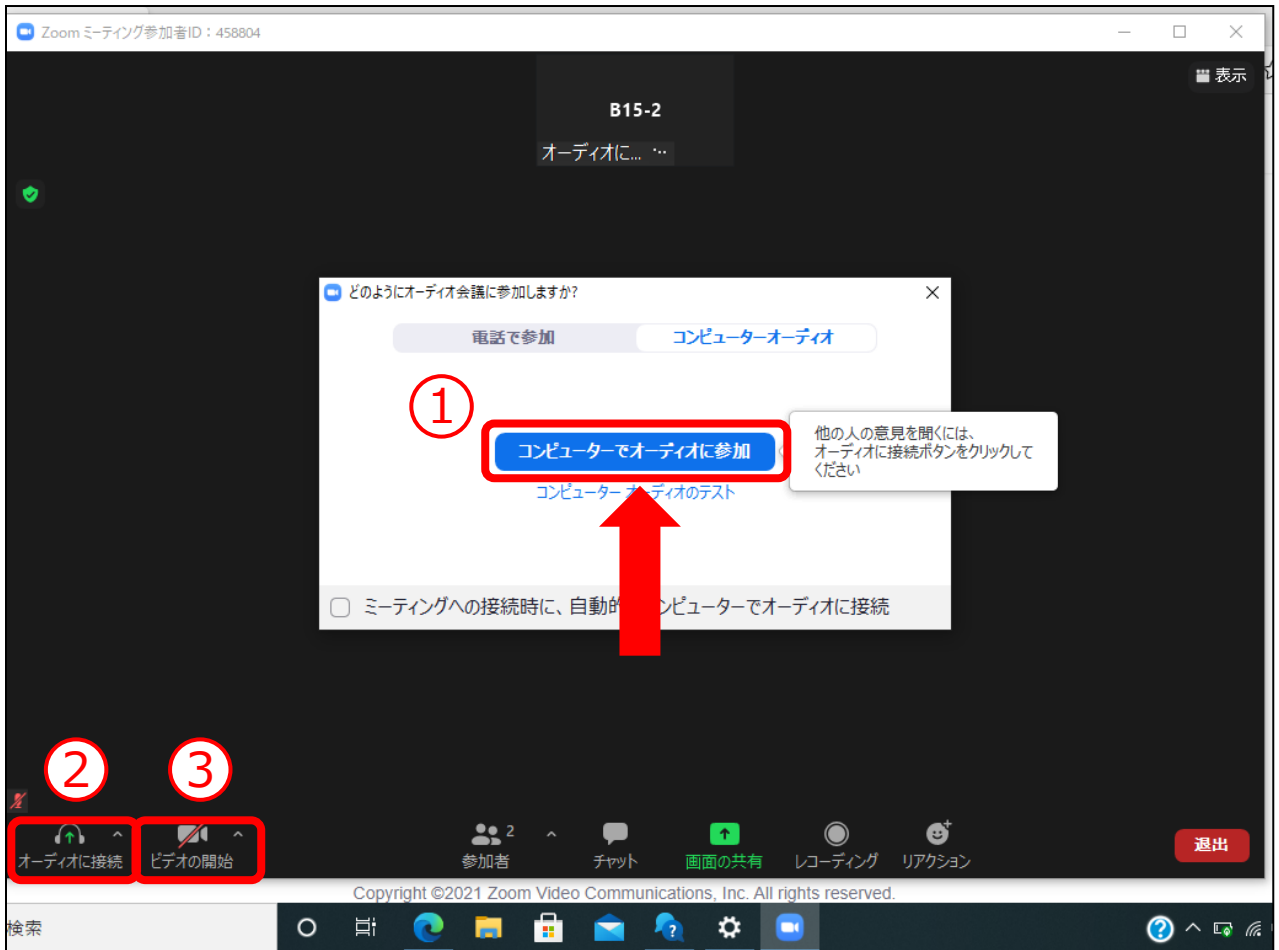 Zoom ミーティング参加者ID：458804
表示
B15-2
オーディオに... ...
どのようにオーディオ会議に参加しますか?
電話で参加 コンピューターオーディオ
①
コンピューターでオーディオに参加
他の人の意見を聞くには、
オーディオに接続ボタンをクリックして
ください
コンピューター オーディオのテスト
ミーティングへの接続時に、自動的 ンピューターでオーディオに接続
② ③
オーディオに接続 ビデオの開始 2 参加者 チャット 画面の共有 レコーディング リアクション 退出
Copyright ©2021 Zoom Video Communications, Inc. All rights reserved.
検索